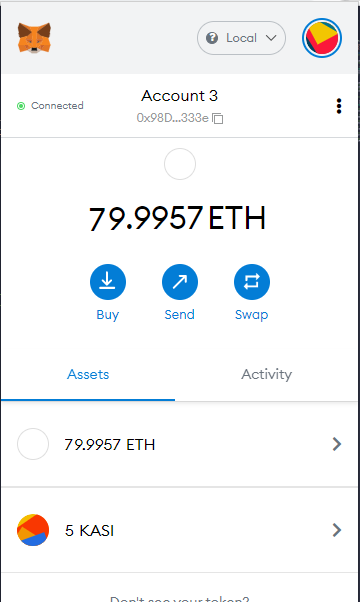 Local
Connected
Account 3
0x98D...333e
79.9957 ETH
Buy Send Swap
Assets Activity
79.9957 ETH
5 KASI
Don't see your token?